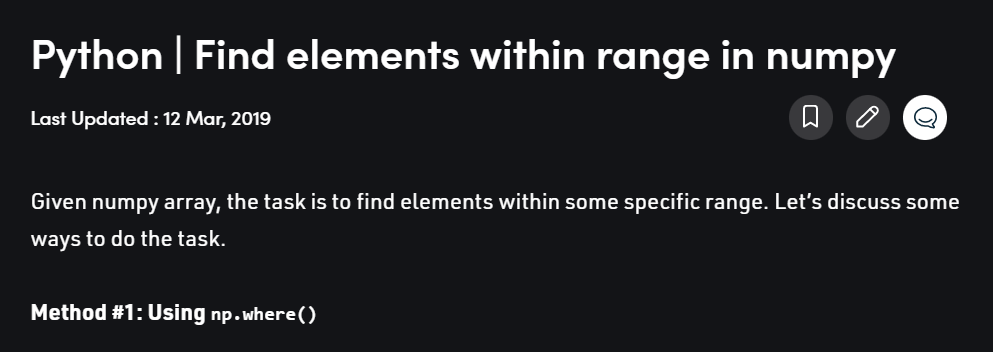 Python | Find elements within range in numpy
Last Updated : 12 Mar, 2019
Given numpy array, the task is to find elements within some specific range. Let’s discuss some
ways to do the task.
Method #1: Using np.where()